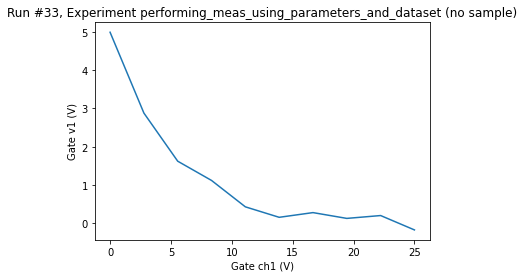 Run #33, Experiment performing_meas_using_parameters_and_dataset (no sample)
5
4
3
2
1
0
Gate v1 (V)
0 5 10 15 20 25
Gate ch1 (V)